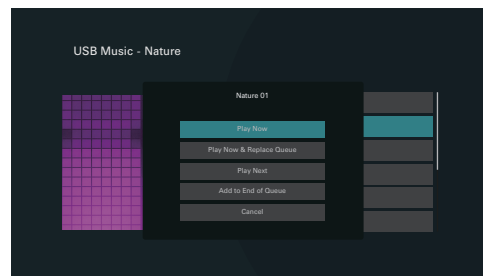 USB Music - Nature
Nature 01
Play Now
Play Now & Replace Queue
Play Next
Add to End of Queue
Cancel